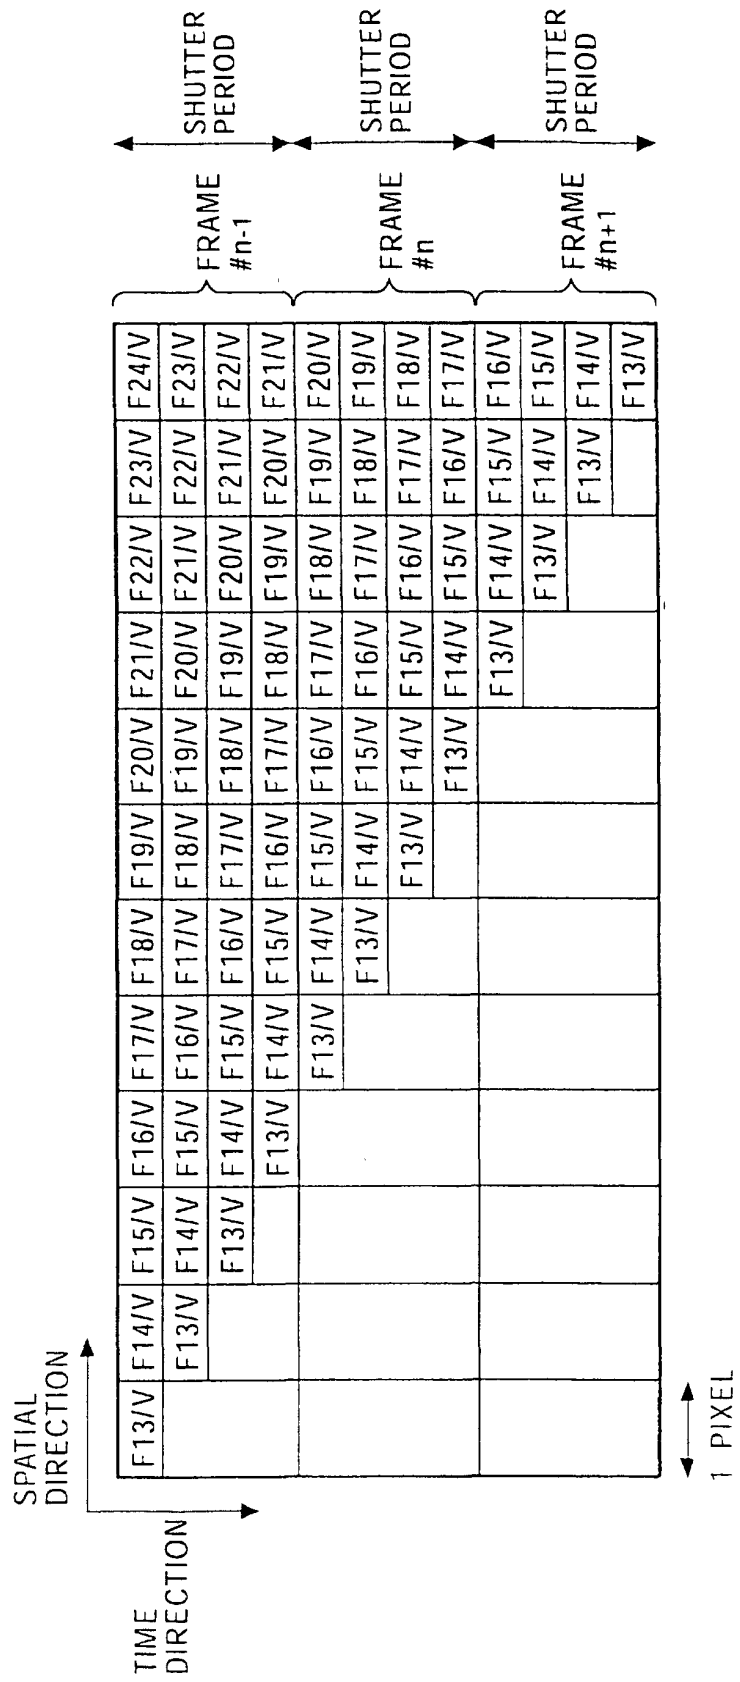 SPATIAL
DIRECTION
TIME
DIRECTION
F13/V F14/V F15/V F16/V F17/V F18/V F19/V F20/V F21/V F22/V F23/V F24/V
F13/V F14/V F15/V F16/V F17/V F18/V F19/V F20/V F21/V F22/V F23/V
F13/V F14/V F15/V F16/V F17/V F18/V F19/V F20/V F21/V F22/V
F13/V F14/V F15/V F16/V F17/V F18/V F19/V F20/V F21/V
FRAME
#n-1
SHUTTER
PERIOD
F13/V F14/V F15/V F16/V F17/V F18/V F19/V F20/V
F13/V F14/V F15/V F16/V F17/V F18/V F19/V
F13/V F14/V F15/V F16/V F17/V F18/V
F13/V F14/V F15/V F16/V F17/V
FRAME
#n
SHUTTER
PERIOD
F13/V F14/V F15/V F16/V
F13/V F14/V F15/V
F13/V F14/V
F13/V
FRAME
#n+1
SHUTTER
PERIOD
1 PIXEL